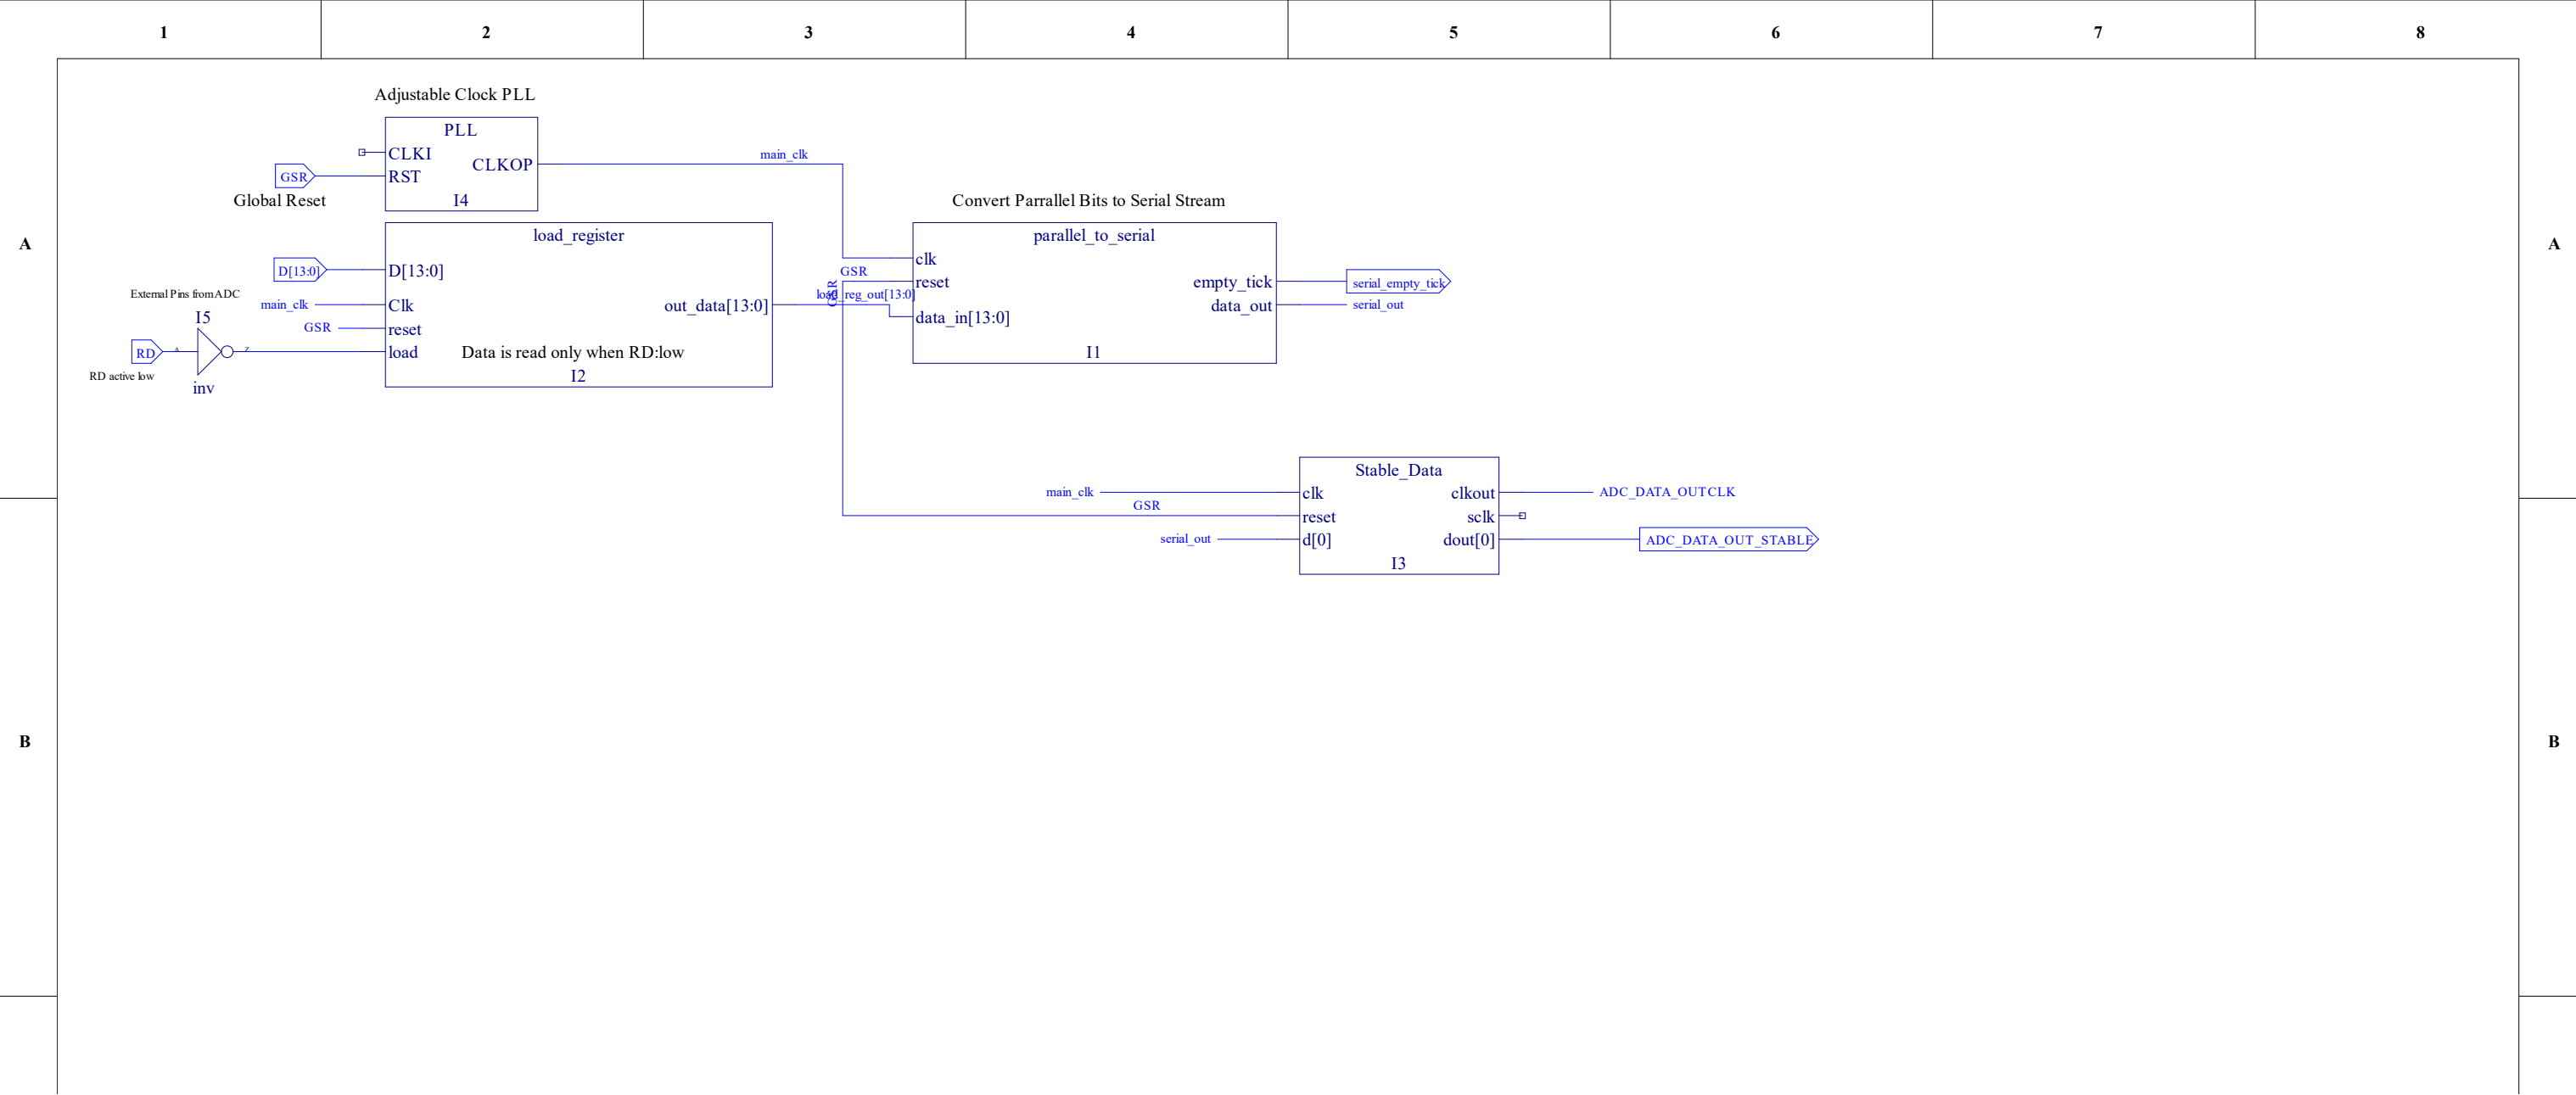 1 2 3 4 5 6 7 8
Adjustable Clock PLL
PLL
CLKI
CLKOP
GSR
RST
Global Reset
I4
main_clk
Convert Parrallel Bits to Serial Stream
A
load_register
parallel_to_serial
A
D[13:0]
D[13:0]
clk
GSR
reset
empty_tick
serial_empty_tick
External Pins from ADC
main_clk
Clk
out_data[13:0]
GSR
load_reg_out[13:0]
data_in[13:0]
data_out
serial_out
I5
GSR
reset
RD
A
Z
load
Data is read only when RD:low
I1
RD active low
I2
inv
Stable_Data
main_clk
clk
clkout
ADC_DATA_OUTCLK
GSR
reset
sclk
serial_out
d[0]
dout[0]
ADC_DATA_OUT_STABLE
I3
B
B